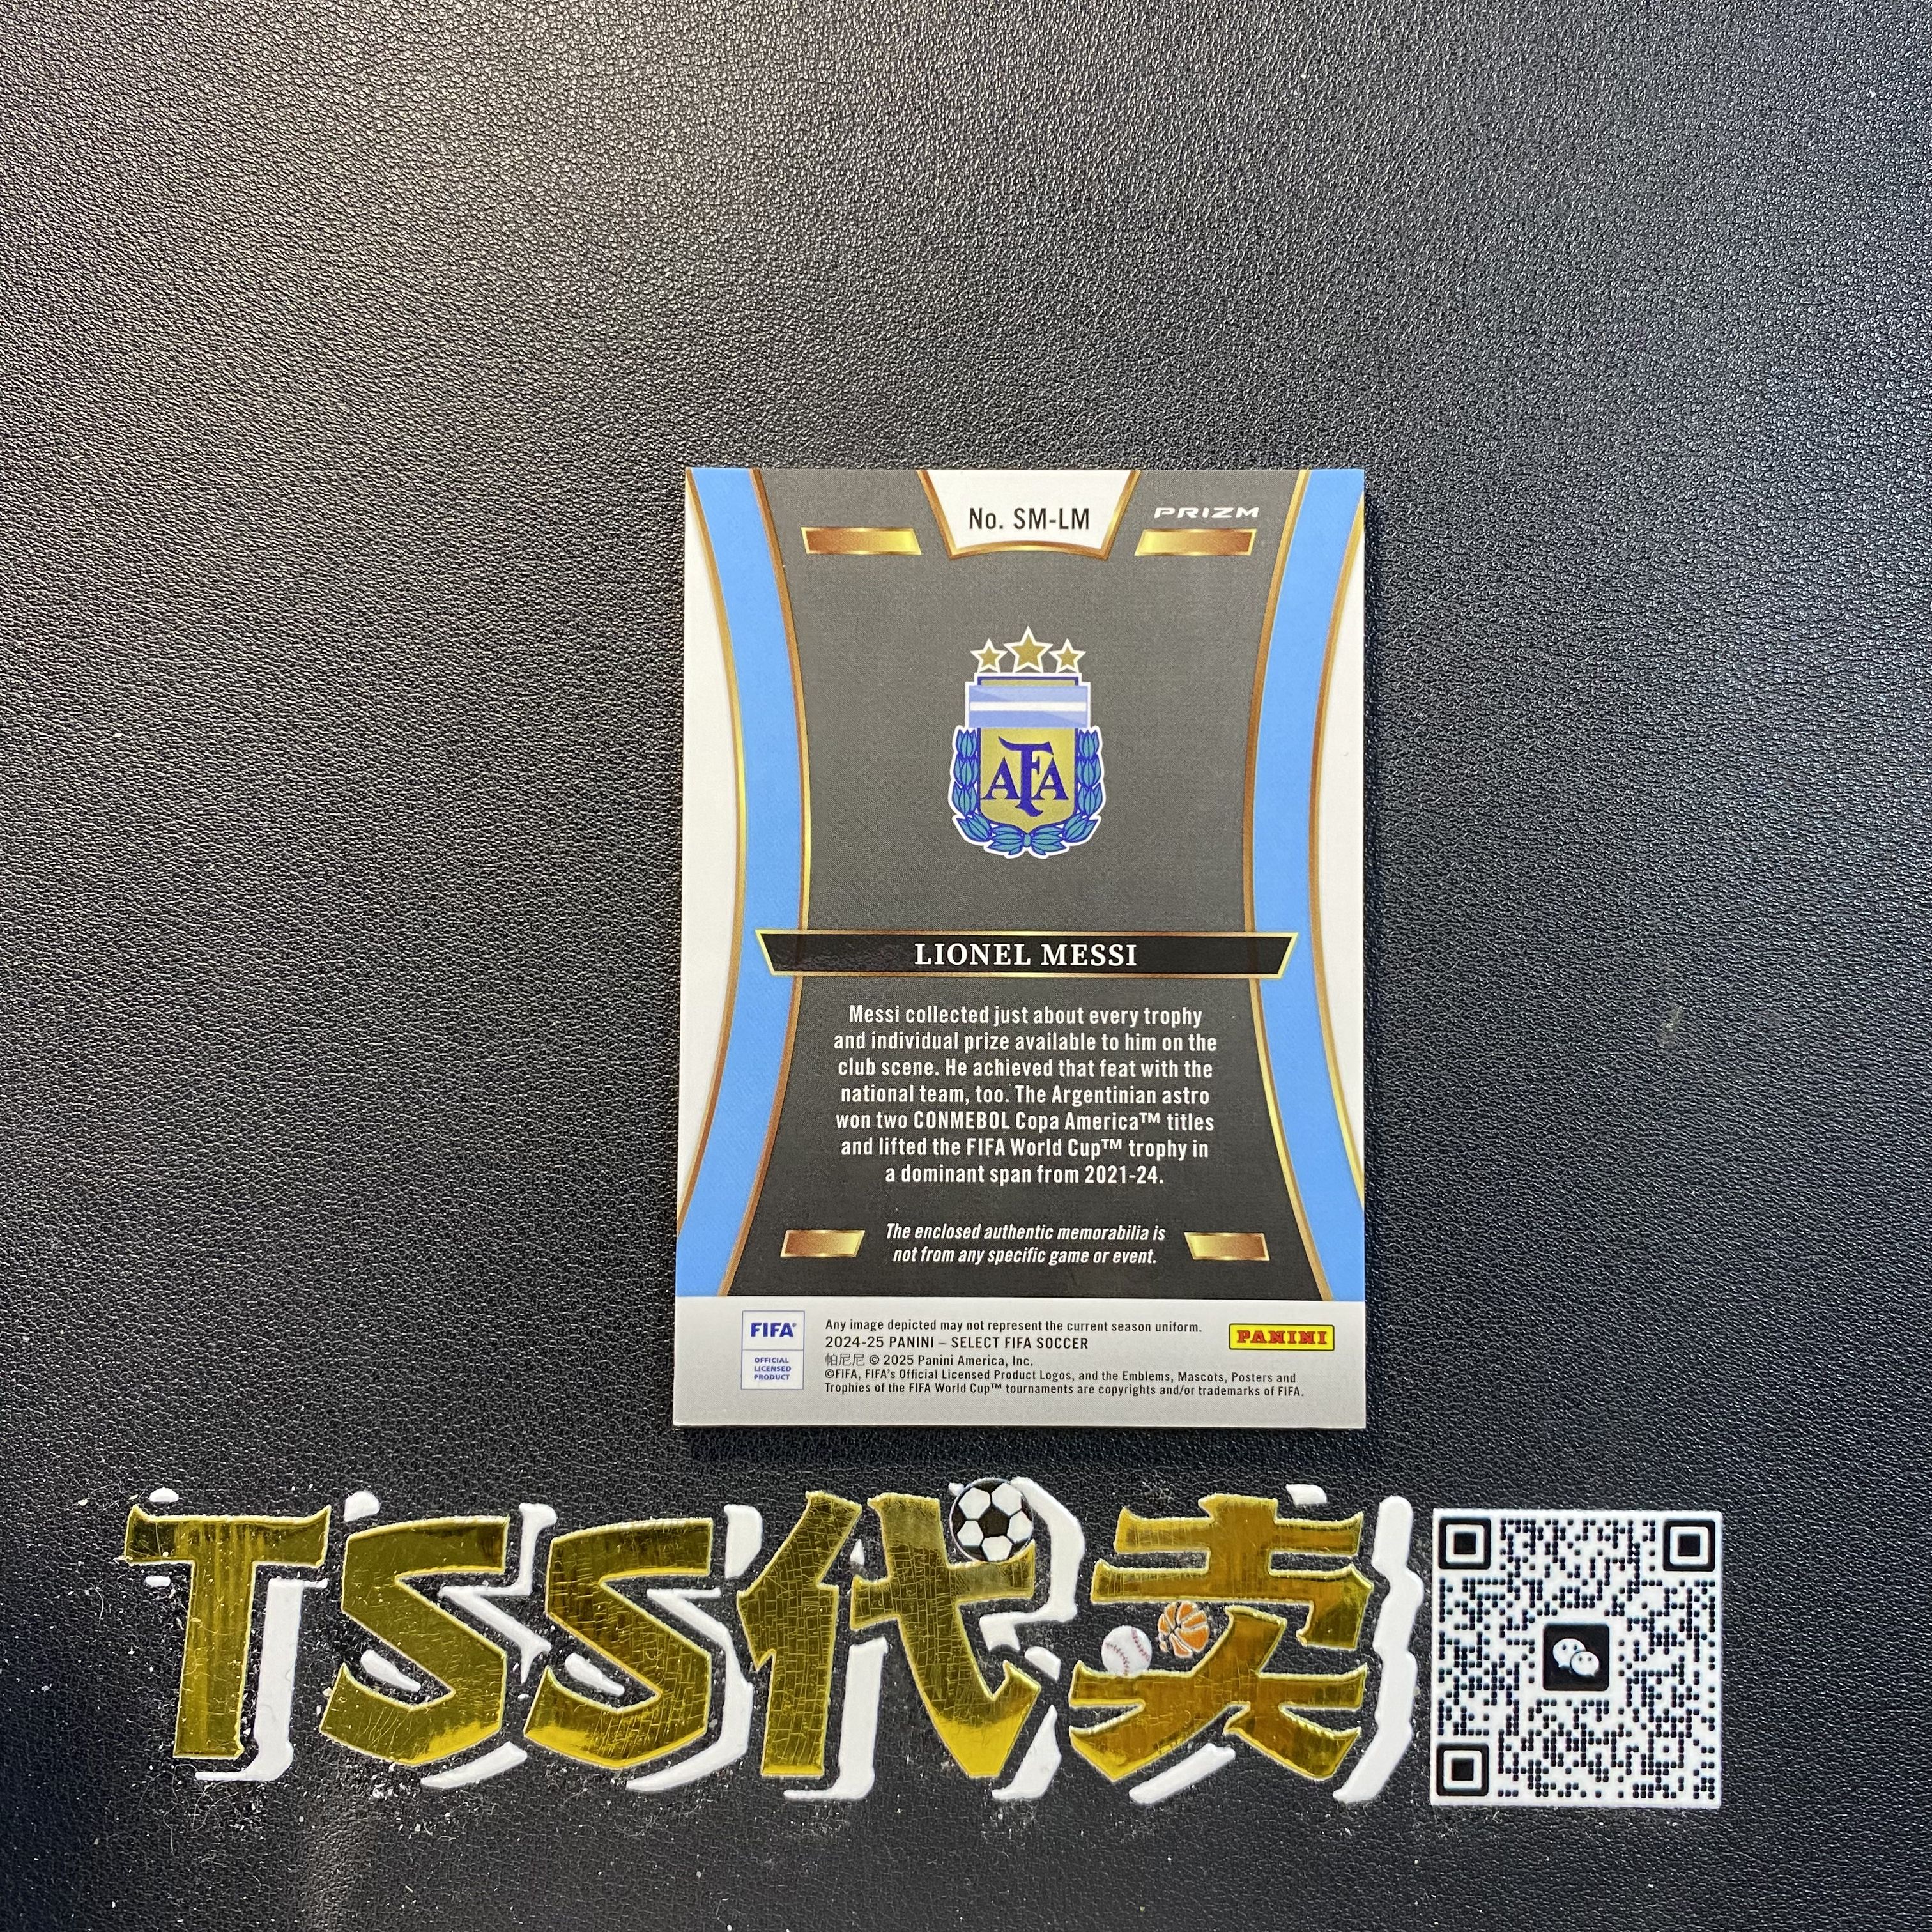 No. SM-LM
PRIZM
AFA
LIONEL MESSI
Messi collected just about every trophy
and individual prize available to him on the
club scene. He achieved that feat with the
national team, too. The Argentinian astro
won two CONMEBOL Copa America™ titles
and lifted the FIFA World Cup™ trophy in
a dominant span from 2021-24.
The enclosed authentic memorabilia is
not from any specific game or event.
FIFA®
OFFICIAL
LICENSED
PRODUCT
Any image depicted may not represent the current season uniform.
2024-25 PANINI – SELECT FIFA SOCCER
帕尼尼 © 2025 Panini America, Inc.
©FIFA, FIFA's Official Licensed Product Logos, and the Emblems, Mascots, Posters and
Trophies of the FIFA World Cup™ tournaments are copyrights and/or trademarks of FIFA.
PANINI
TSS代卖